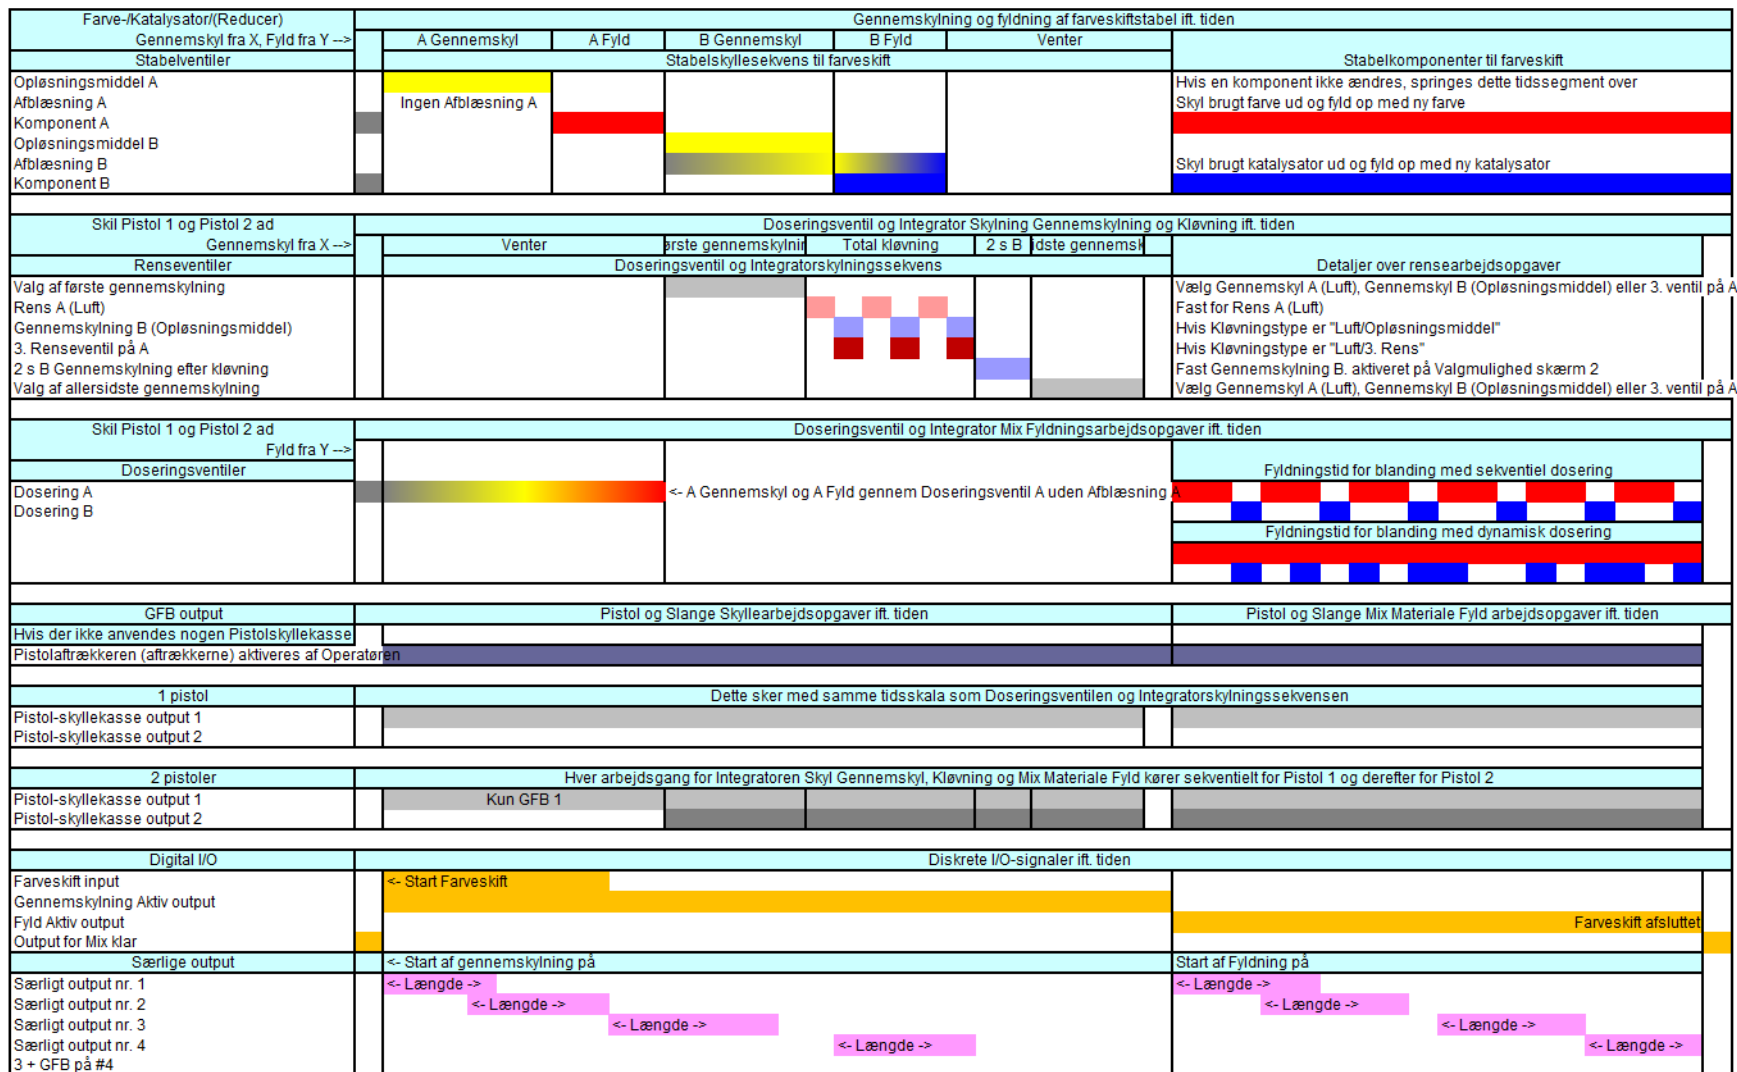 Farve-/Katalysator/(Reducer)
Gennemskylning og fyldning af farveskiftstabel ift. tiden
Gennemskyl fra X, Fyld fra Y -->
A Gennemskyl
A Fyld
B Gennemskyl
B Fyld
Venter
Stabelventiler
Stabelskyllesekvens til farveskift
Stabelkomponenter til farveskift
Opløsningsmiddel A
Hvis en komponent ikke ændres, springes dette tidssegment over
Afblæsning A
Ingen Afblæsning A
Skyl brugt farve ud og fyld op med ny farve
Komponent A
Opløsningsmiddel B
Afblæsning B
Skyl brugt katalysator ud og fyld op med ny katalysator
Komponent B
Skil Pistol 1 og Pistol 2 ad
Doseringsventil og Integrator Skylning Gennemskylning og Kløvning ift. tiden
Gennemskyl fra X -->
Venter
ørste gennemskylnin
Total kløvning
2 s B
idste gennemsk
Renseventiler
Doseringsventil og Integratorskylningssekvens
Detaljer over rensearbejdsopgaver
Valg af første gennemskylning
Vælg Gennemskyl A (Luft), Gennemskyl B (Opløsningsmiddel) eller 3. ventil på A
Rens A (Luft)
Fast for Rens A (Luft)
Gennemskylning B (Opløsningsmiddel)
Hvis Kløvningstype er "Luft/Opløsningsmiddel"
3. Renseventil på A
Hvis Kløvningstype er "Luft/3. Rens"
2 s B Gennemskylning efter kløvning
Fast Gennemskylning B. aktiveret på Valgmulighed skærm 2
Valg af allersidste gennemskylning
Vælg Gennemskyl A (Luft), Gennemskyl B (Opløsningsmiddel) eller 3. ventil på A
Skil Pistol 1 og Pistol 2 ad
Doseringsventil og Integrator Mix Fyldningsarbejdsopgaver ift. tiden
Fyld fra Y -->
Doseringsventiler
Fyldningstid for blanding med sekventiel dosering
Dosering A
<- A Gennemskyl og A Fyld gennem Doseringsventil A uden Afblæsning A
Dosering B
Fyldningstid for blanding med dynamisk dosering
GFB output
Pistol og Slange Skyllearbejdsopgaver ift. tiden
Pistol og Slange Mix Materiale Fyld arbejdsopgaver ift. tiden
Hvis der ikke anvendes nogen Pistolskyllekasse
Pistolaftrækkeren (aftrækkerne) aktiveres af Operatøren
1 pistol
Dette sker med samme tidsskala som Doseringsventilen og Integratorskylningssekvensen
Pistol-skyllekasse output 1
Pistol-skyllekasse output 2
2 pistoler
Hver arbejdsgang for Integratoren Skyl Gennemskyl, Kløvning og Mix Materiale Fyld kører sekventielt for Pistol 1 og derefter for Pistol 2
Pistol-skyllekasse output 1
Kun GFB 1
Pistol-skyllekasse output 2
Digital I/O
Diskrete I/O-signaler ift. tiden
Farveskift input
<- Start Farveskift
Gennemskylning Aktiv output
Fyld Aktiv output
Farveskift afsluttet
Output for Mix klar
Særlige output
<- Start af gennemskylning på
Start af Fyldning på
Særligt output nr. 1
<- Længde ->
<- Længde ->
Særligt output nr. 2
<- Længde ->
<- Længde ->
Særligt output nr. 3
<- Længde ->
<- Længde ->
Særligt output nr. 4
<- Længde ->
<- Længde ->
3 + GFB på #4